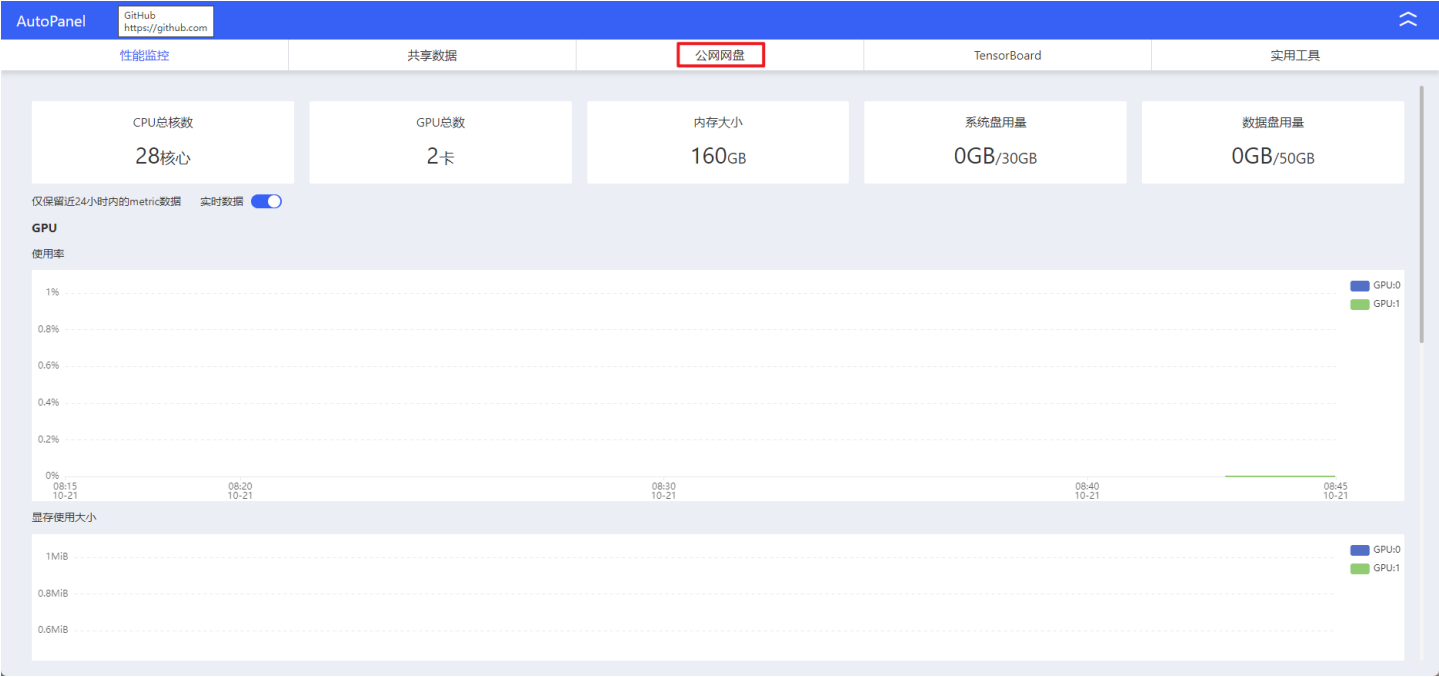 AutoPanel
GitHub
https://github.com
性能监控
共享数据
公网网盘
TensorBoard
实用工具
CPU总核数
28核心
GPU总数
2卡
内存大小
160GB
系统盘用量
0GB/30GB
数据盘用量
0GB/50GB
仅保留近24小时内的metric数据 实时数据
GPU
使用率
GPU:0
GPU:1
1%
0.8%
0.6%
0.4%
0.2%
0%
08:15
10-21
08:20
10-21
08:30
10-21
08:40
10-21
08:45
10-21
显存使用大小
GPU:0
GPU:1
1MiB
0.8MiB
0.6MiB